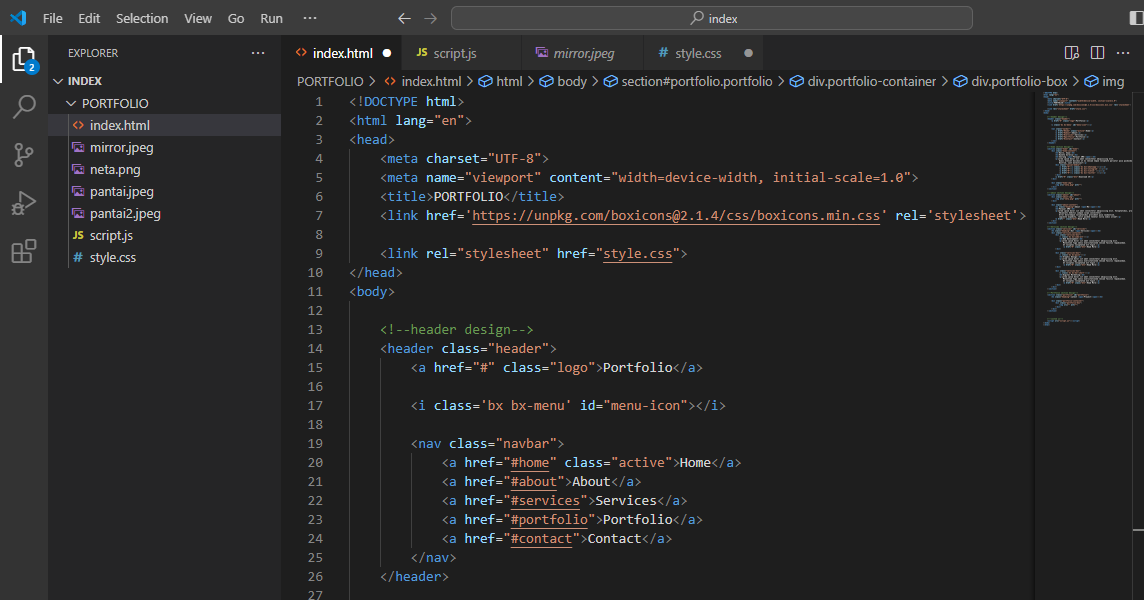 File Edit Selection View Go Run ··· index
EXPLORER ···
INDEX
PORTFOLIO
index.html
mirror.jpeg
neta.png
pantai.jpeg
pantai2.jpeg
JS script.js
# style.css
2
<> index.html JS script.js mirror.jpeg # style.css ···
PORTFOLIO > <> index.html > html > body > section#portfolio.portfolio > div.portfolio-container > div.portfolio-box > img
1 <!DOCTYPE html>
2 <html lang="en">
3 <head>
4 <meta charset="UTF-8">
5 <meta name="viewport" content="width=device-width, initial-scale=1.0">
6 <title>PORTFOLIO</title>
7 <link href='https://unpkg.com/boxicons@2.1.4/css/boxicons.min.css' rel='stylesheet'>
8
9 <link rel="stylesheet" href="style.css">
10 </head>
11 <body>
12
13 <!--header design-->
14 <header class="header">
15 <a href="#" class="logo">Portfolio</a>
16
17 <i class='bx bx-menu' id="menu-icon"></i>
18
19 <nav class="navbar">
20 <a href="#home" class="active">Home</a>
21 <a href="#about">About</a>
22 <a href="#services">Services</a>
23 <a href="#portfolio">Portfolio</a>
24 <a href="#contact">Contact</a>
25 </nav>
26 </header>
27